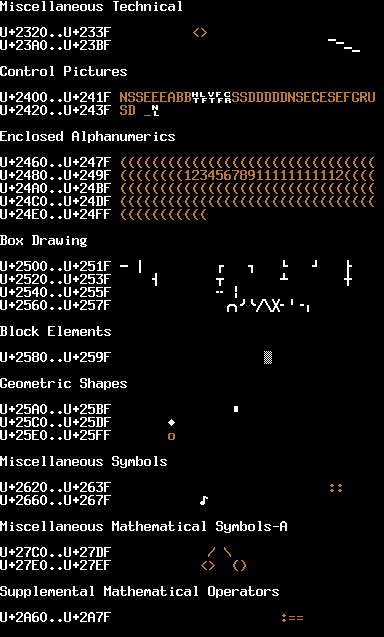 Miscellaneous Technical
U+2320..U+233F <>
U+23A0..U+23BF ⎺⎻⎼⎽
Control Pictures
U+2400..U+241F NSSEEEABB␉␊␋␌␍SSDDDDDNSECESEFGRU
U+2420..U+243F SD _␤
Enclosed Alphanumerics
U+2460..U+247F ((((((((((((((((((((((((((((((((
U+2480..U+249F ((((((((12345678911111111112((((
U+24A0..U+24BF ((((((((((((((((((((((((((((((((
U+24C0..U+24DF ((((((((((((((((((((((((((((((((
U+24E0..U+24FF (((((((((((
Box Drawing
U+2500..U+251F ─ │ ┌ ┐ └ ┘ ├
U+2520..U+253F ┤ ┬ ┴ ┼
U+2540..U+255F ╌ ╎
U+2560..U+257F ╭╮╯╰╱╲╳╴╵╶╷
Block Elements
U+2580..U+259F ▒
Geometric Shapes
U+25A0..U+25BF ▮
U+25C0..U+25DF ◆
U+25E0..U+25FF o
Miscellaneous Symbols
U+2620..U+263F ::
U+2660..U+267F ♪
Miscellaneous Mathematical Symbols-A
U+27C0..U+27DF / \
U+27E0..U+27EF <> ()
Supplemental Mathematical Operators
U+2A60..U+2A7F :==